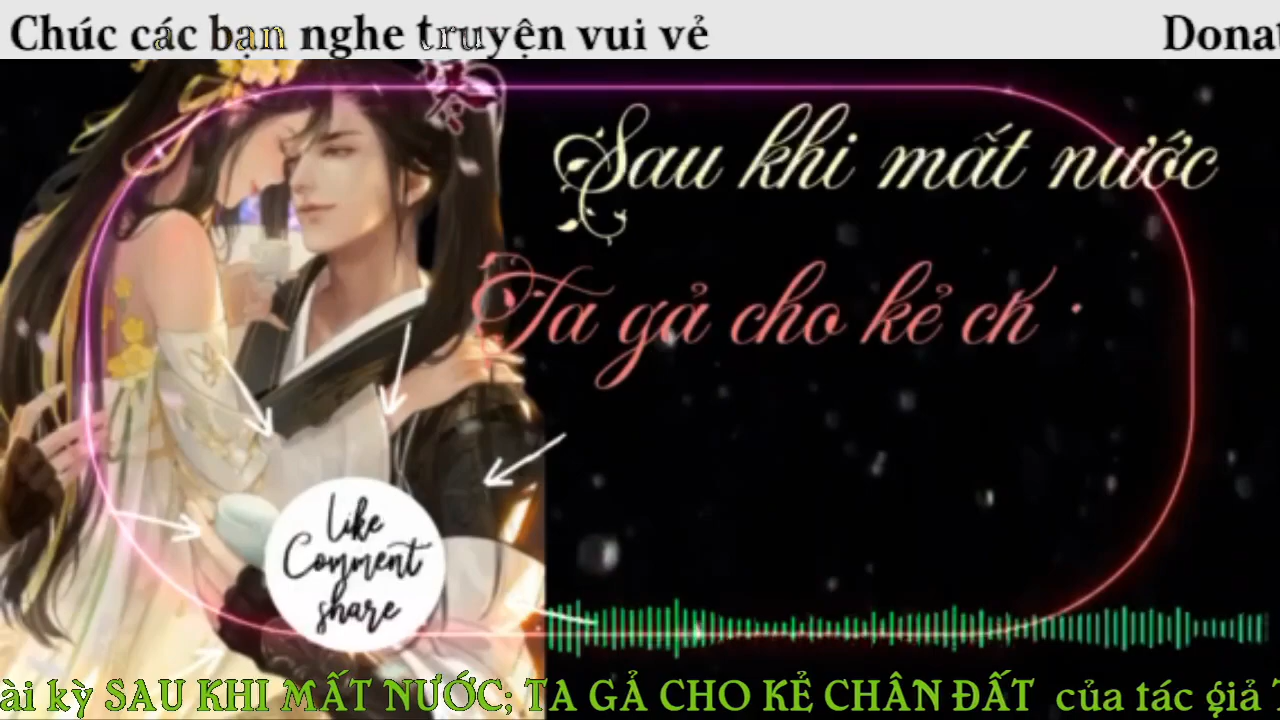 Chúc các bạn nghe truyện vui vẻ Donat
Sau khi mất nước
Ta gả cho kẻ ch
like
Comment
share
ài kỳ SAU KHI MẤT NƯỚC; TA GẢ CHO KẺ CHÂN ĐẤT của tác giả T